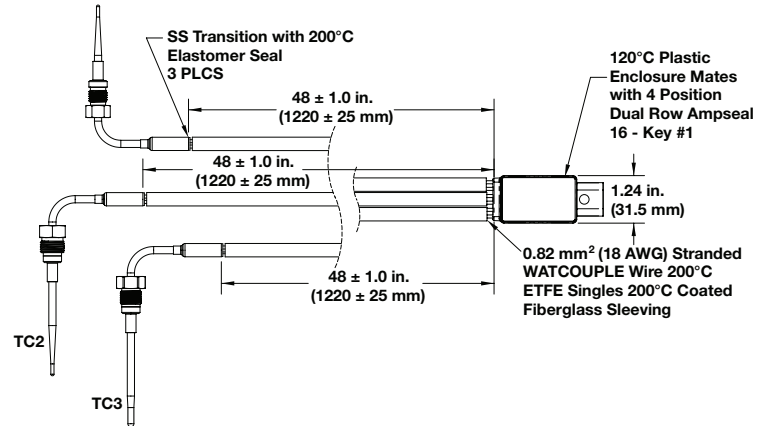 SS Transition with 200°C
Elastomer Seal
3 PLCS
120°C Plastic
Enclosure Mates
with 4 Position
Dual Row Ampseal
16 - Key #1
48 ± 1.0 in.
(1220 ± 25 mm)
48 ± 1.0 in.
(1220 ± 25 mm)
1.24 in.
(31.5 mm)
0.82 mm² (18 AWG) Stranded
WATCOUPLE Wire 200°C
ETFE Singles 200°C Coated
Fiberglass Sleeving
48 ± 1.0 in.
(1220 ± 25 mm)
TC2
TC3